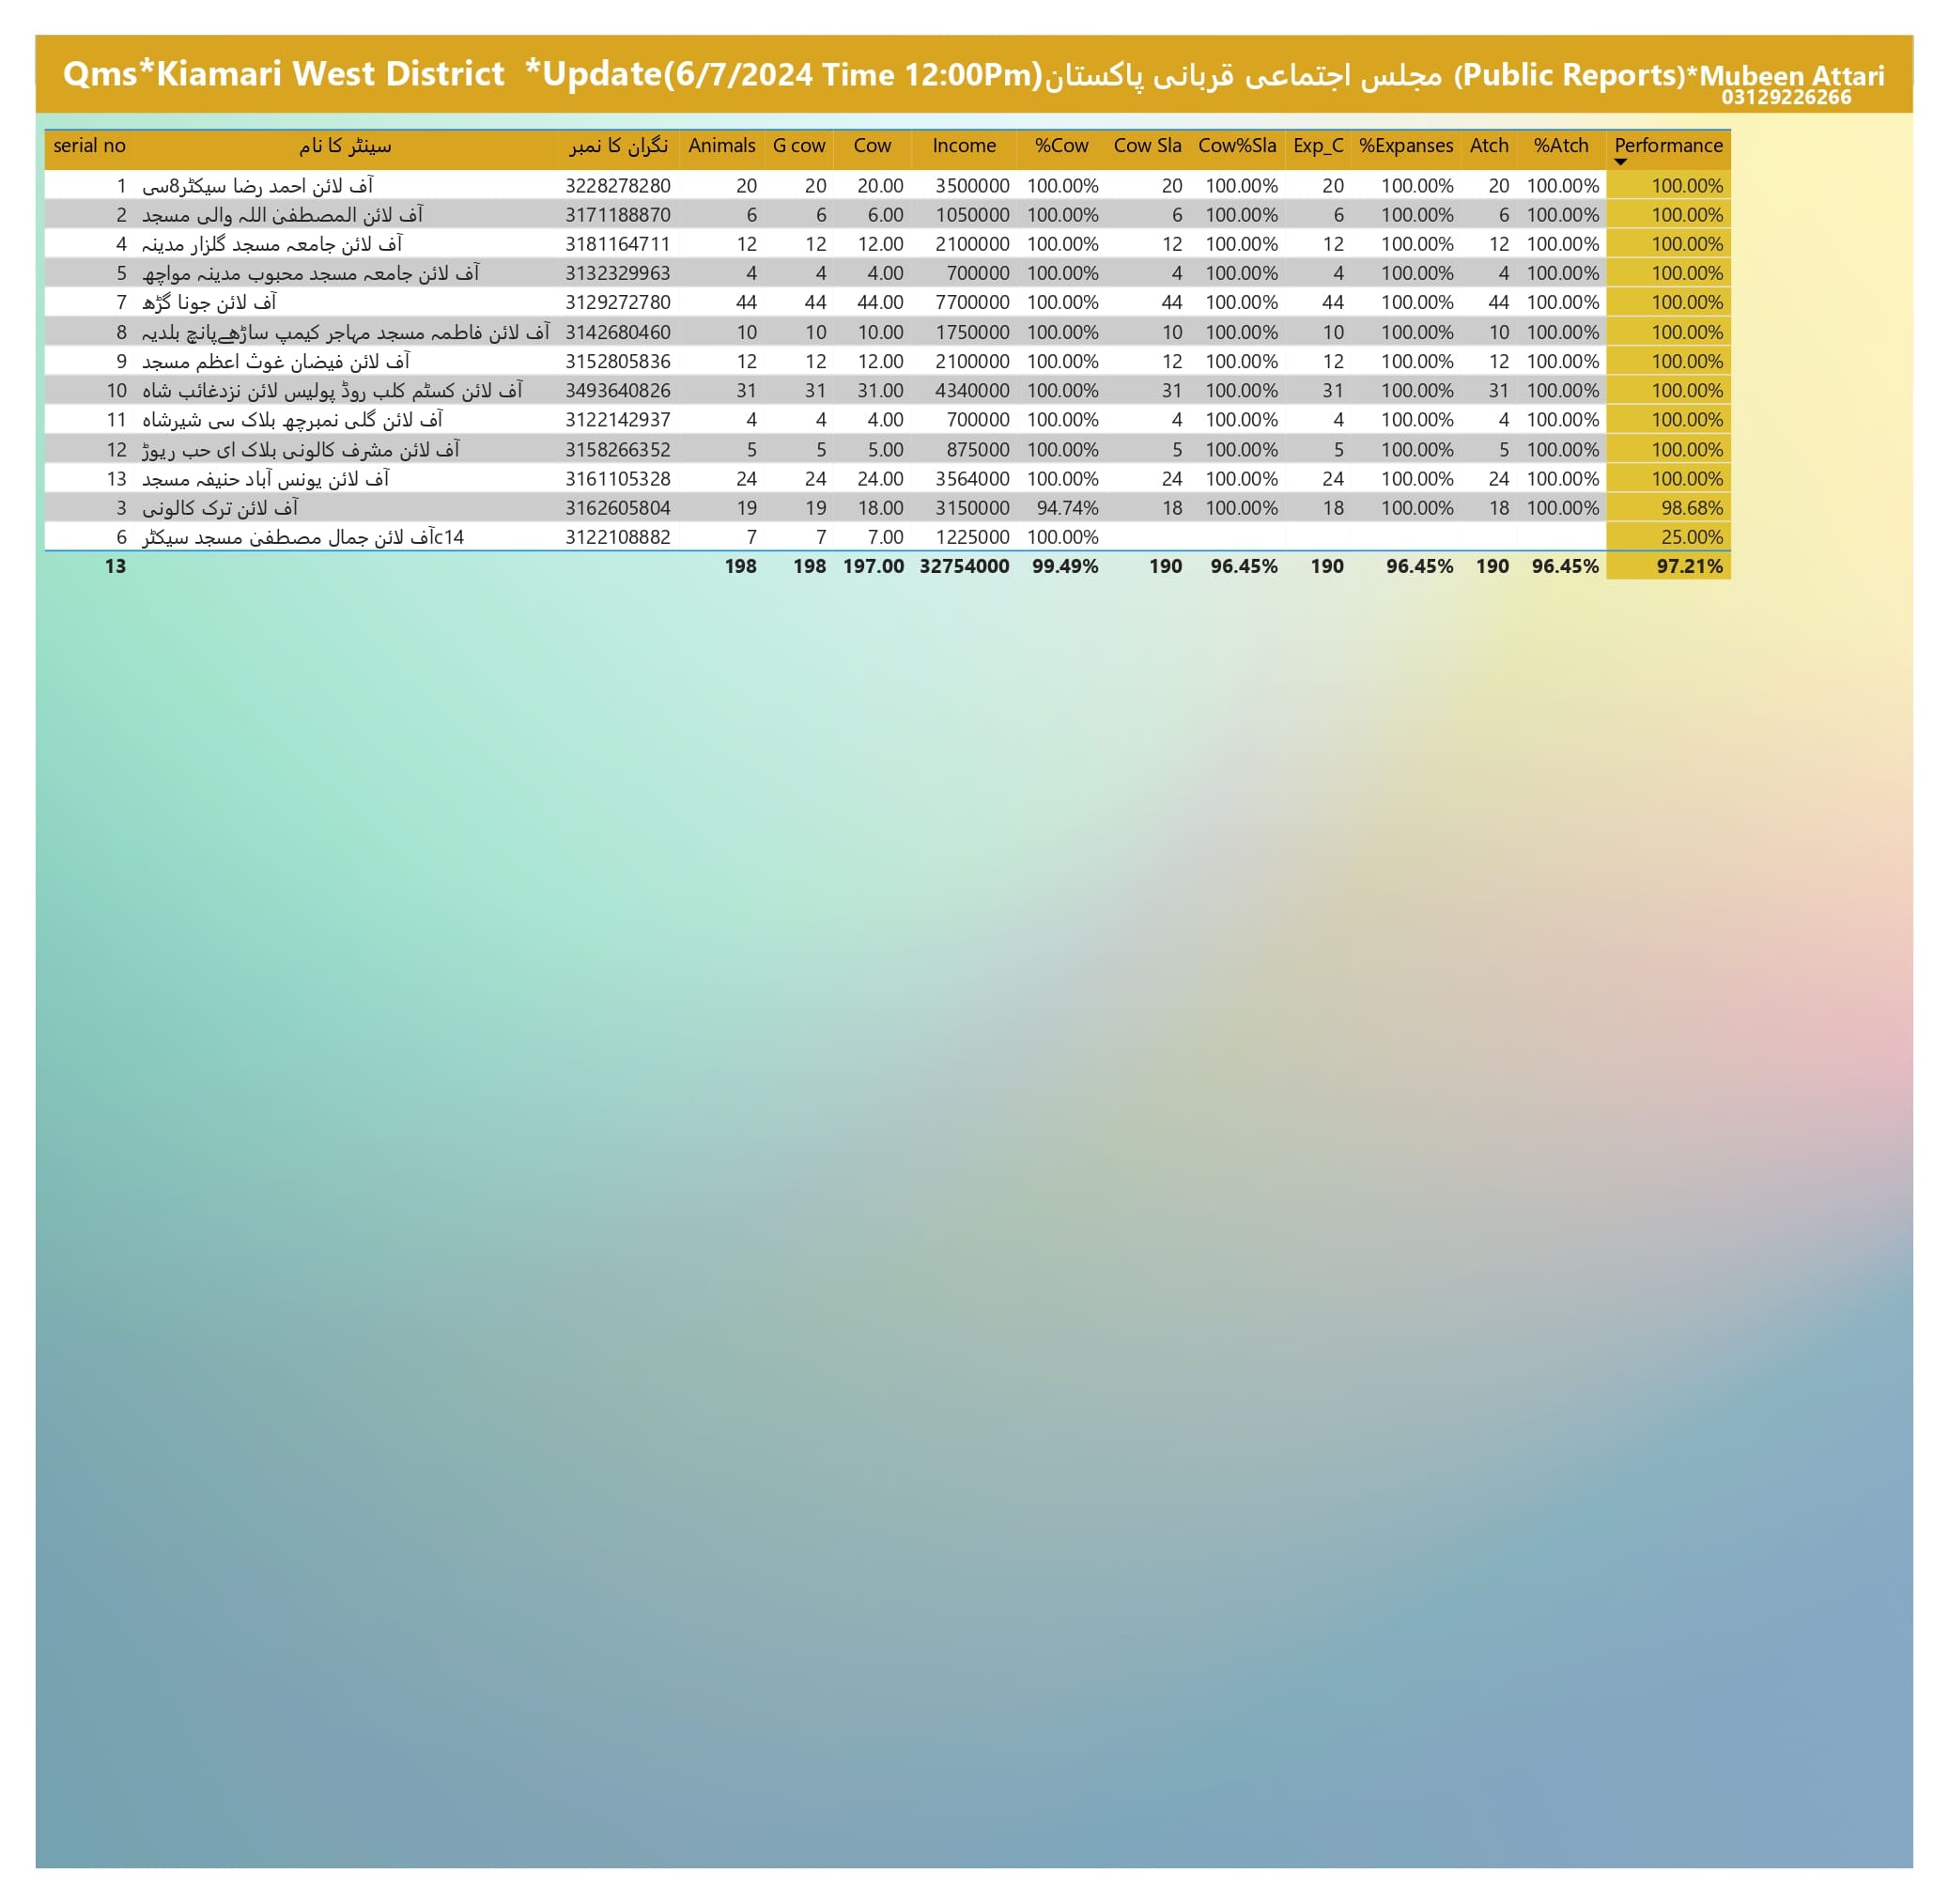 Qms*Kiamari West District *Update(6/7/2024 Time 12:00Pm)مجلس اجتماعی قربانی پاکستان (Public Reports)*Mubeen Attari
03129226266
serial no سینٹر کا نام نگران کا نمبر Animals G cow Cow Income %Cow Cow Sla Cow%Sla Exp_C %Expanses Atch %Atch Performance
1 آف لائن احمد رضا سیکٹر8سی 3228278280 20 20 20.00 3500000 100.00% 20 100.00% 20 100.00% 20 100.00% 100.00%
2 آف لائن المصطفیٰ اللہ والی مسجد 3171188870 6 6 6.00 1050000 100.00% 6 100.00% 6 100.00% 6 100.00% 100.00%
4 آف لائن جامعہ مسجد گلزار مدینہ 3181164711 12 12 12.00 2100000 100.00% 12 100.00% 12 100.00% 12 100.00% 100.00%
5 آف لائن جامعہ مسجد محبوب مدینہ مواچھ 3132329963 4 4 4.00 700000 100.00% 4 100.00% 4 100.00% 4 100.00% 100.00%
7 آف لائن جونا گڑھ 3129272780 44 44 44.00 7700000 100.00% 44 100.00% 44 100.00% 44 100.00% 100.00%
8 آف لائن فاطمہ مسجد مہاجر کیمپ ساڑھےپانچ بلدیہ 3142680460 10 10 10.00 1750000 100.00% 10 100.00% 10 100.00% 10 100.00% 100.00%
9 آف لائن فیضان غوث اعظم مسجد 3152805836 12 12 12.00 2100000 100.00% 12 100.00% 12 100.00% 12 100.00% 100.00%
10 آف لائن کسٹم کلب روڈ پولیس لائن نزدغائب شاہ 3493640826 31 31 31.00 4340000 100.00% 31 100.00% 31 100.00% 31 100.00% 100.00%
11 آف لائن گلی نمبرچھ بلاک سی شیرشاہ 3122142937 4 4 4.00 700000 100.00% 4 100.00% 4 100.00% 4 100.00% 100.00%
12 آف لائن مشرف کالونی بلاک ای حب ریوڑ 3158266352 5 5 5.00 875000 100.00% 5 100.00% 5 100.00% 5 100.00% 100.00%
13 آف لائن یونس آباد حنیفہ مسجد 3161105328 24 24 24.00 3564000 100.00% 24 100.00% 24 100.00% 24 100.00% 100.00%
3 آف لائن ترک کالونی 3162605804 19 19 18.00 3150000 94.74% 18 100.00% 18 100.00% 18 100.00% 98.68%
6 آف لائن جمال مصطفیٰ مسجد سیکٹرc14 3122108882 7 7 7.00 1225000 100.00% 25.00%
13 198 198 197.00 32754000 99.49% 190 96.45% 190 96.45% 190 96.45% 97.21%